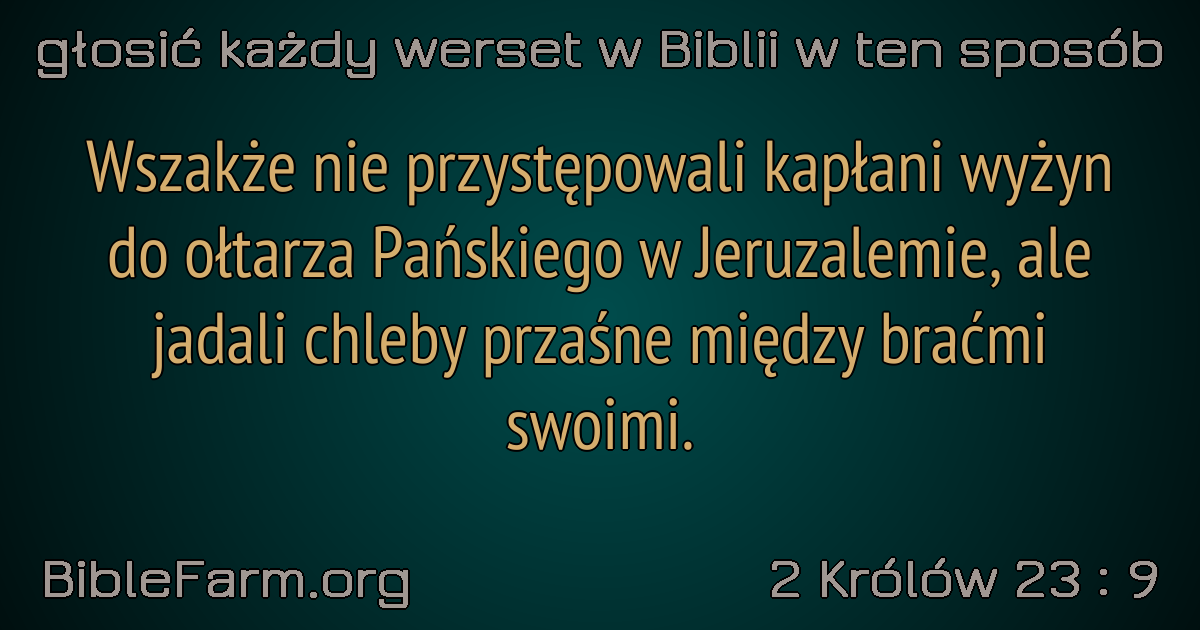 głosić każdy werset w Biblii w ten sposób
Wszakże nie przystępowali kapłani wyżyn
do ołtarza Pańskiego w Jeruzalemie, ale
jadali chleby przaśne między braćmi
swoimi.
BibleFarm.org
2 Królów 23 : 9